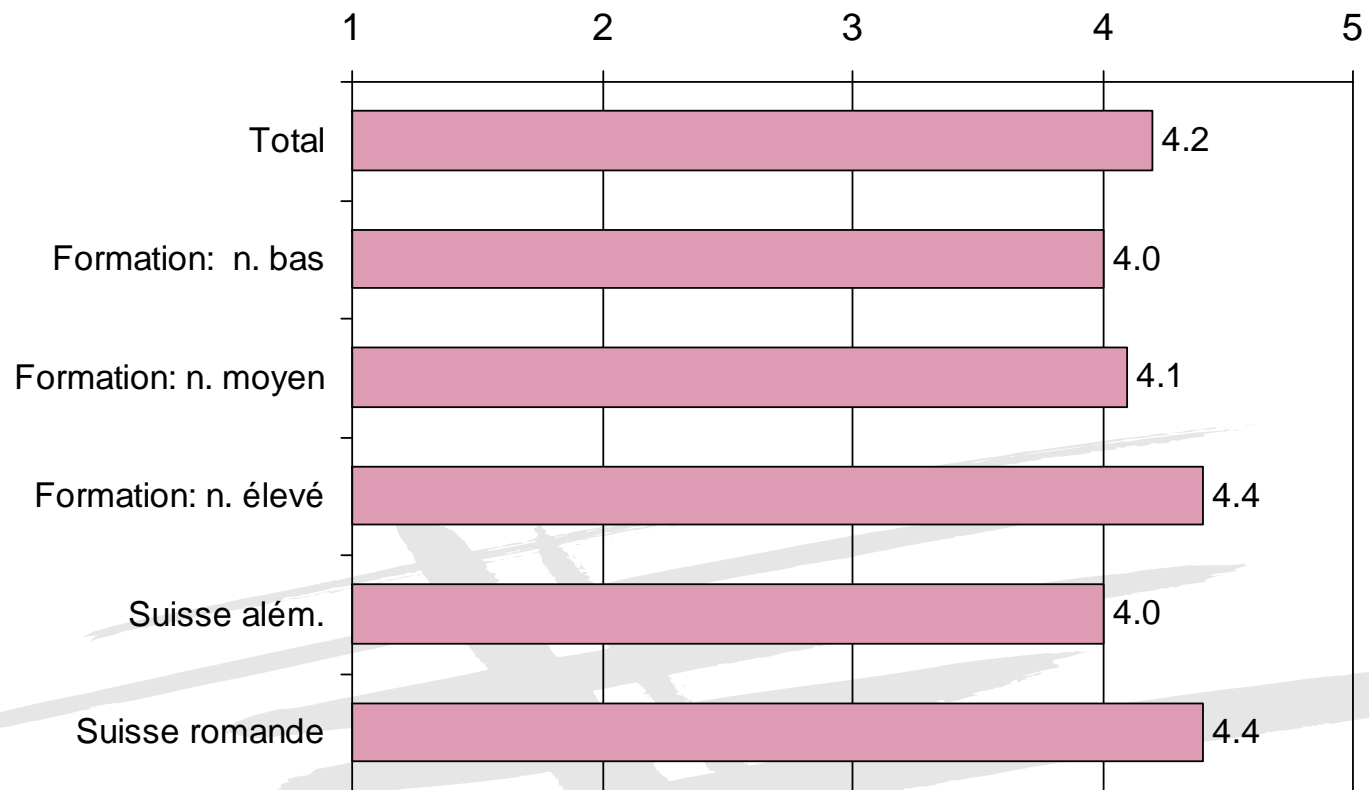 1 2 3 4 5
Total 4.2
Formation:  n. bas 4.0
Formation: n. moyen 4.1
Formation: n. élevé 4.4
Suisse além. 4.0
Suisse romande 4.4